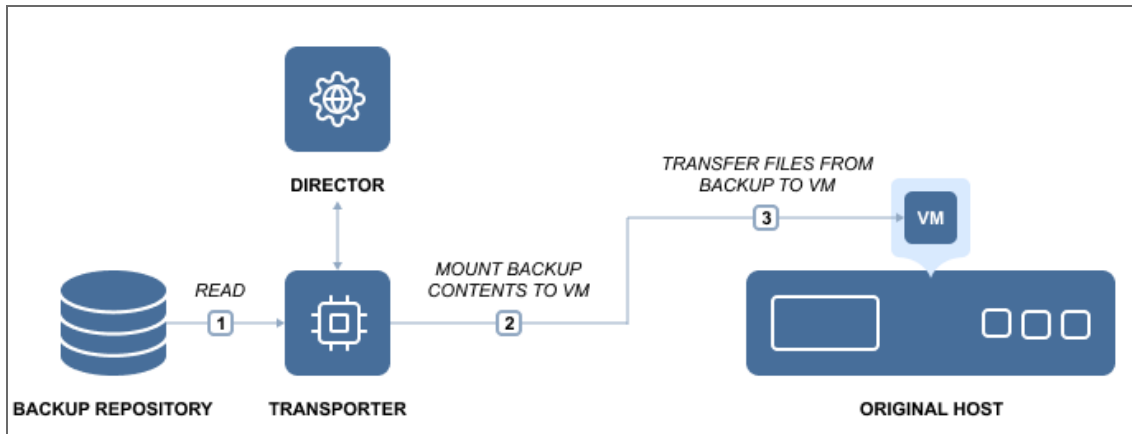 DIRECTOR
TRANSFER FILES FROM
BACKUP TO VM
3
VM
READ
1
MOUNT BACKUP
CONTENTS TO VM
2
BACKUP REPOSITORY
TRANSPORTER
ORIGINAL HOST